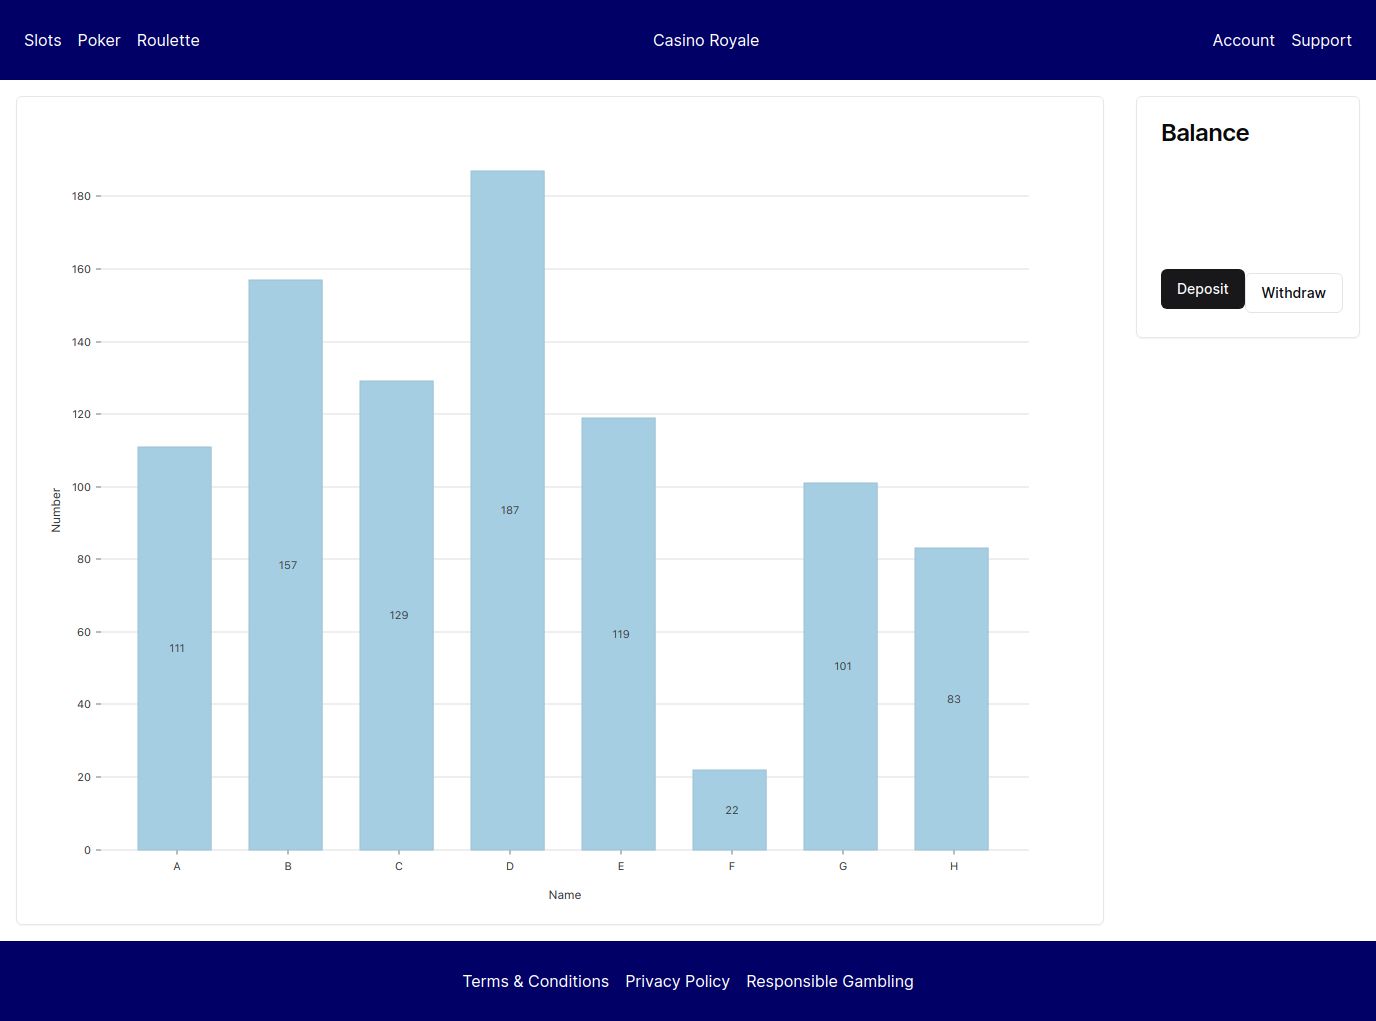 Slots Poker Roulette
Casino Royale
Account Support
Number
180
160
140
120
100
80
60
40
20
0
111
157
129
187
119
22
101
83
A B C D E F G H
Name
Balance
Deposit Withdraw
Terms & Conditions Privacy Policy Responsible Gambling